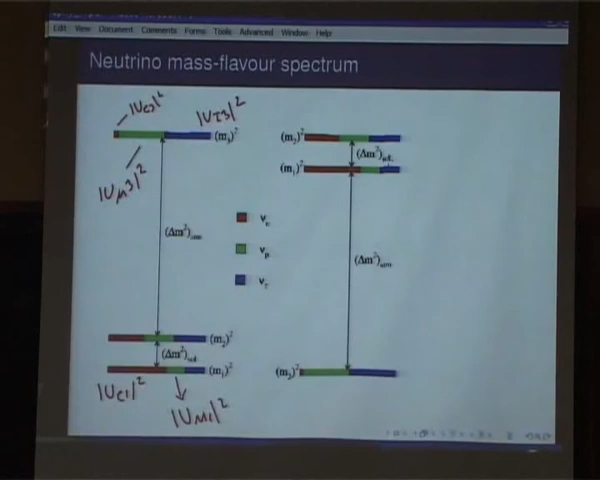 Edit View Document Comments Forms Tools Advanced Window Help
Neutrino mass-flavour spectrum
|Ue3|²
|Uτ3|²
(m₃)²
|Uμ3|²
(Δm²)atm
νe
νμ
ντ
(m₂)²
(Δm²)sol.
(m₁)²
|Ue1|²
|Uμ1|²
(m₂)²
(Δm²)sol.
(m₁)²
(Δm²)atm
(m₃)²